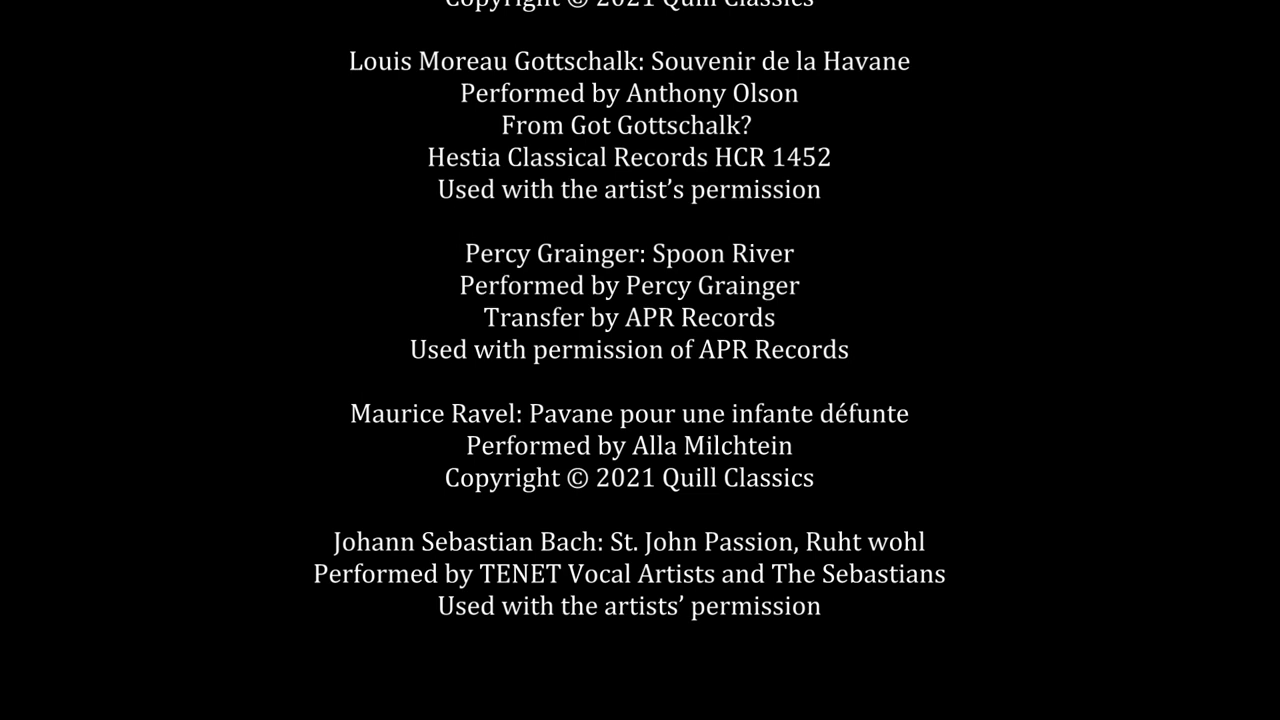 Copyright © 2021 Quill Classics
Louis Moreau Gottschalk: Souvenir de la Havane
Performed by Anthony Olson
From Got Gottschalk?
Hestia Classical Records HCR 1452
Used with the artist’s permission
Percy Grainger: Spoon River
Performed by Percy Grainger
Transfer by APR Records
Used with permission of APR Records
Maurice Ravel: Pavane pour une infante défunte
Performed by Alla Milchtein
Copyright © 2021 Quill Classics
Johann Sebastian Bach: St. John Passion, Ruht wohl
Performed by TENET Vocal Artists and The Sebastians
Used with the artists’ permission